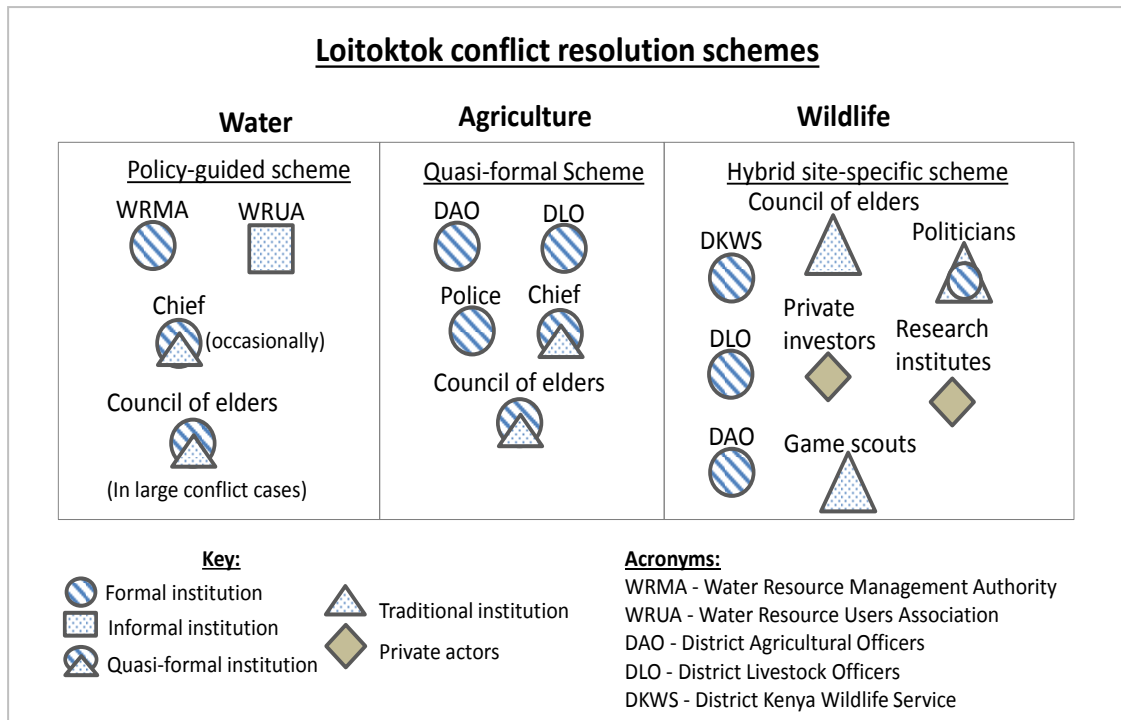 Loitoktok conflict resolution schemes
Water
Agriculture
Wildlife
Policy-guided scheme
WRMA
WRUA
Chief
(occasionally)
Council of elders
(In large conflict cases)
Quasi-formal Scheme
DAO
DLO
Police
Chief
Council of elders
Hybrid site-specific scheme
Council of elders
DKWS
Politicians
Private
investors
Research
institutes
DLO
DAO
Game scouts
Key:
Formal institution
Informal institution
Quasi-formal institution
Traditional institution
Private actors
Acronyms:
WRMA - Water Resource Management Authority
WRUA - Water Resource Users Association
DAO - District Agricultural Officers
DLO - District Livestock Officers
DKWS - District Kenya Wildlife Service